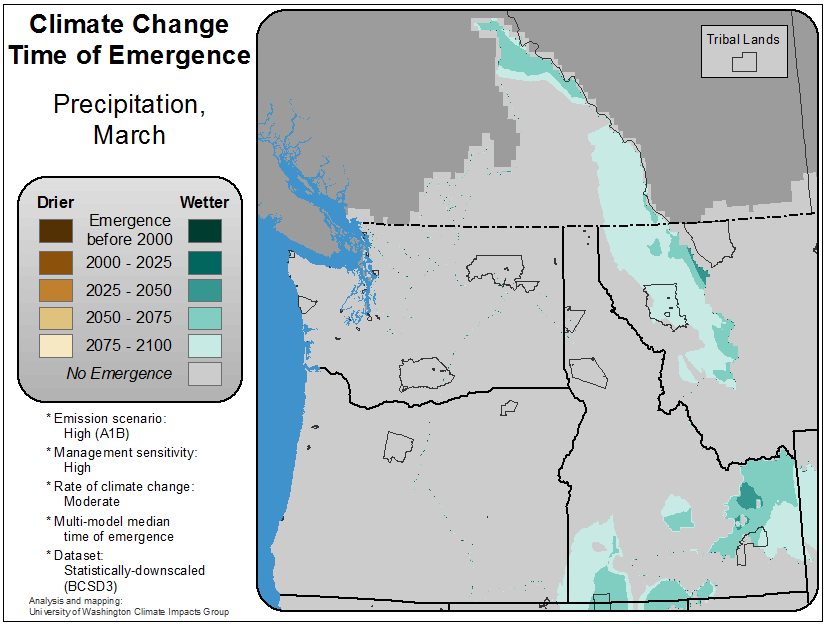 Climate Change
Time of Emergence
Precipitation,
March
Drier
Wetter
Emergence
before 2000
2000 - 2025
2025 - 2050
2050 - 2075
2075 - 2100
No Emergence
* Emission scenario:
High (A1B)
* Management sensitivity:
High
* Rate of climate change:
Moderate
* Multi-model median
time of emergence
* Dataset:
Statistically-downscaled
(BCSD3)
Analysis and mapping:
University of Washington Climate Impacts Group
Tribal Lands